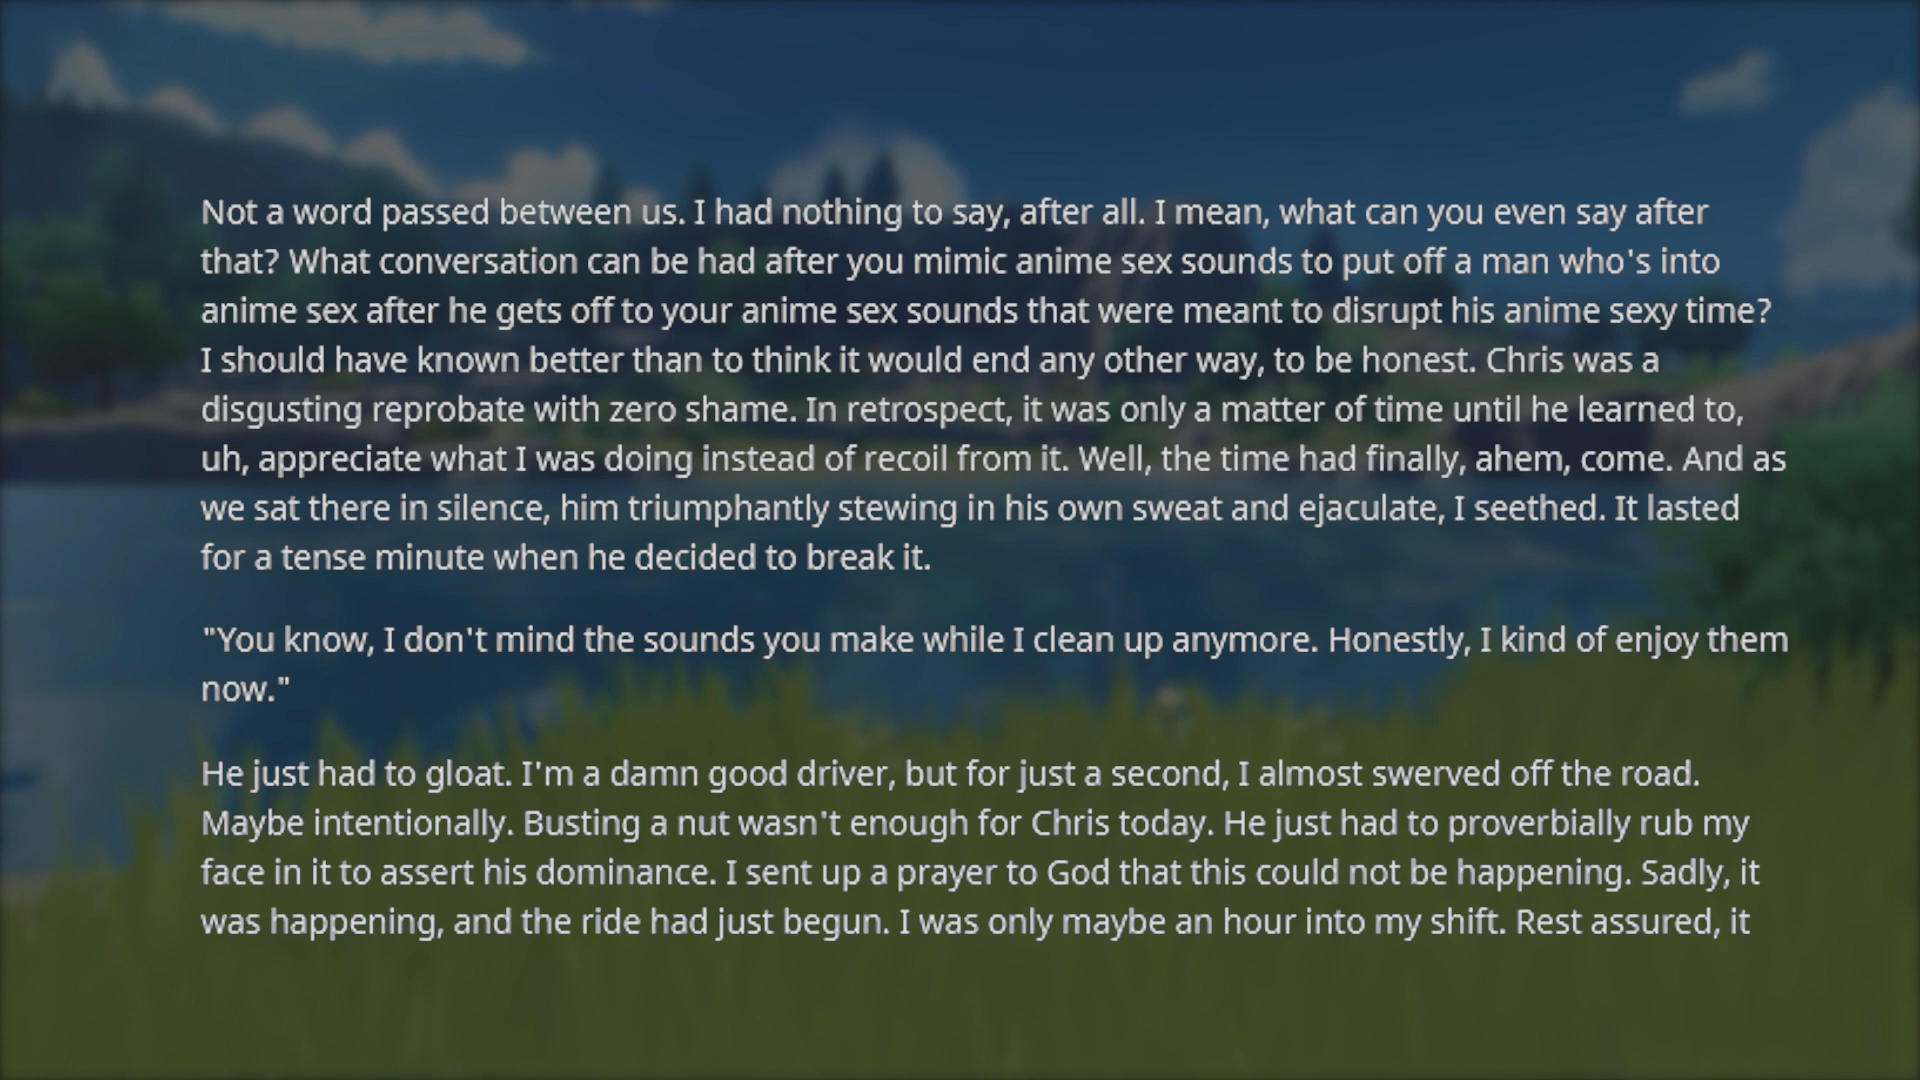 Not a word passed between us. I had nothing to say, after all. I mean, what can you even say after
that? What conversation can be had after you mimic anime sex sounds to put off a man who's into
anime sex after he gets off to your anime sex sounds that were meant to disrupt his anime sexy time?
I should have known better than to think it would end any other way, to be honest. Chris was a
disgusting reprobate with zero shame. In retrospect, it was only a matter of time until he learned to,
uh, appreciate what I was doing instead of recoil from it. Well, the time had finally, ahem, come. And as
we sat there in silence, him triumphantly stewing in his own sweat and ejaculate, I seethed. It lasted
for a tense minute when he decided to break it.
"You know, I don't mind the sounds you make while I clean up anymore. Honestly, I kind of enjoy them
now."
He just had to gloat. I'm a damn good driver, but for just a second, I almost swerved off the road.
Maybe intentionally. Busting a nut wasn't enough for Chris today. He just had to proverbially rub my
face in it to assert his dominance. I sent up a prayer to God that this could not be happening. Sadly, it
was happening, and the ride had just begun. I was only maybe an hour into my shift. Rest assured, it